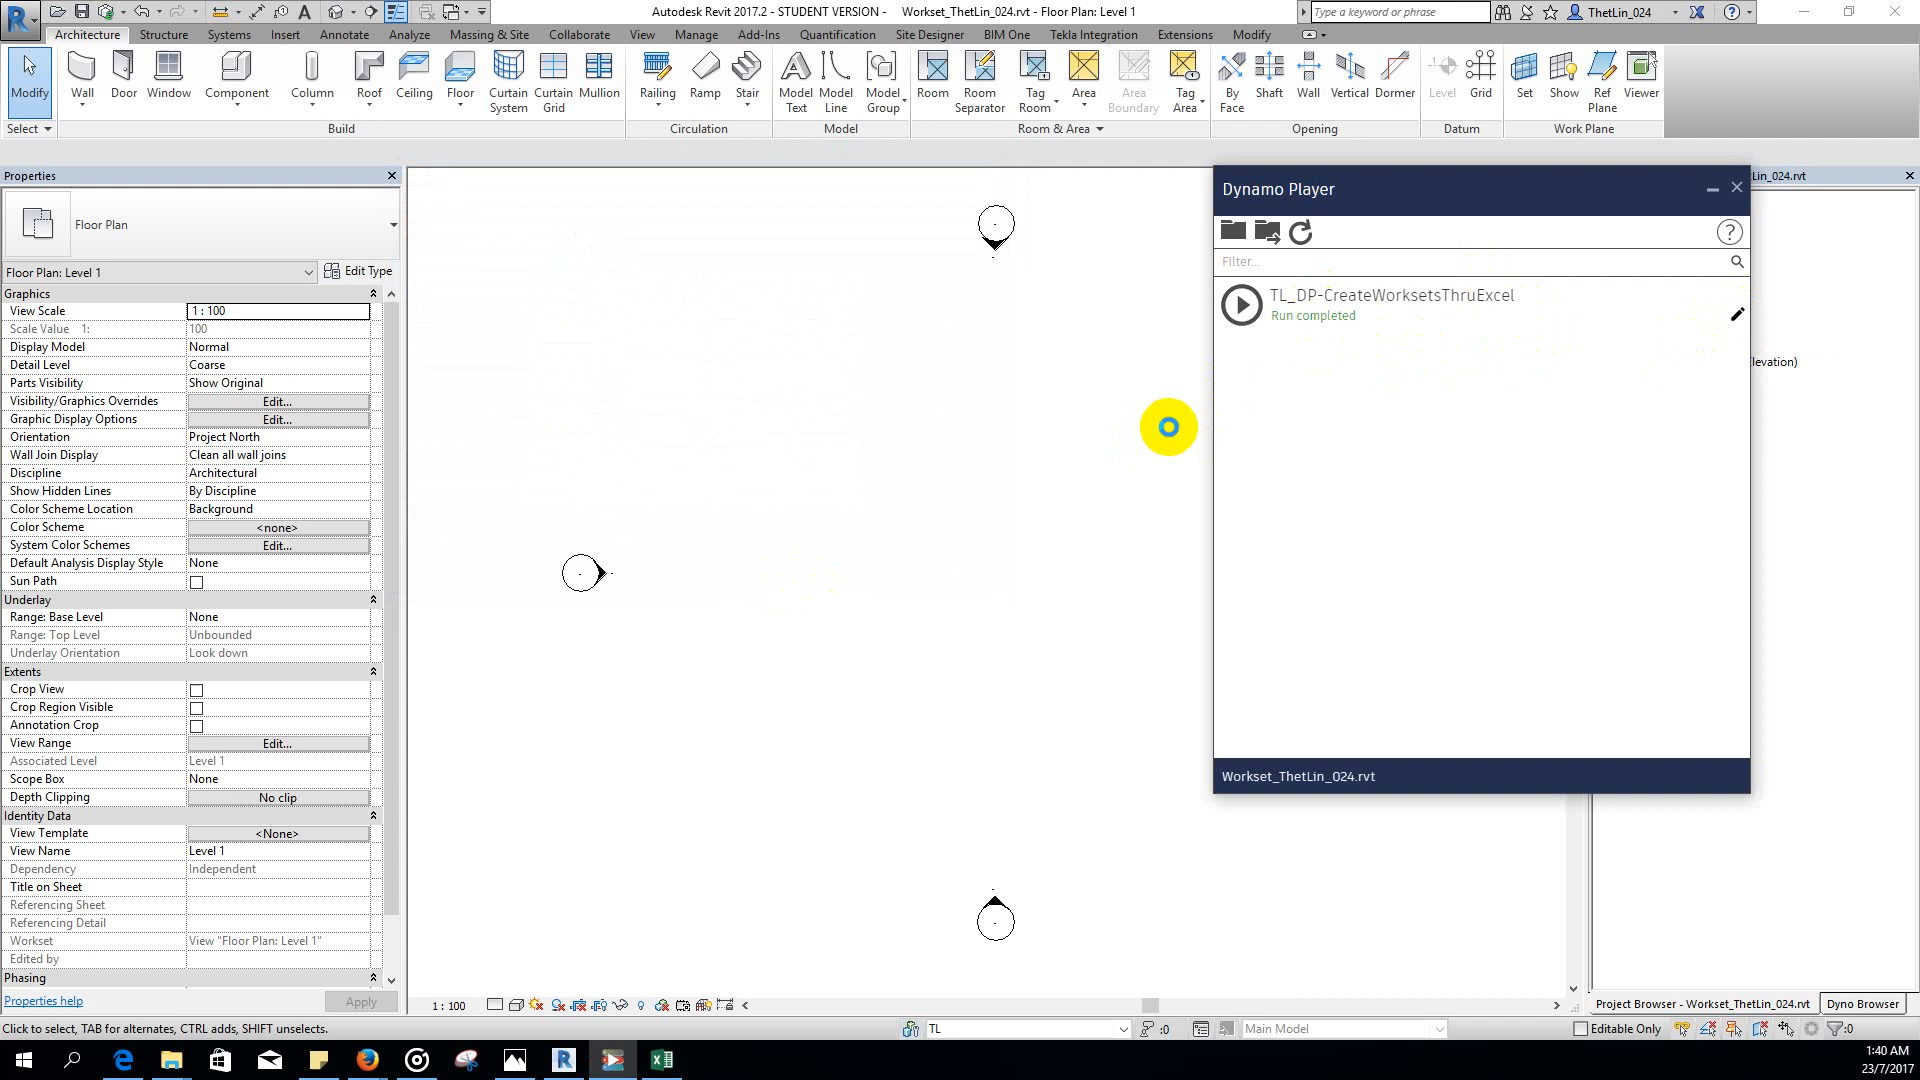 Autodesk Revit 2017.2 - STUDENT VERSION -    Workset_ThetLin_024.rvt - Floor Plan: Level 1
Type a keyword or phrase
ThetLin_024
Architecture Structure Systems Insert Annotate Analyze Massing & Site Collaborate View Manage Add-Ins Quantification Site Designer BIM One Tekla Integration Extensions Modify
Modify Wall Door Window Component Column Roof Ceiling Floor Curtain System Curtain Grid Mullion Railing Ramp Stair Model Text Model Line Model Group Room Room Separator Tag Room Area Area Boundary Tag Area By Face Shaft Wall Vertical Dormer Level Grid Set Show Ref Plane Viewer
Select Build Circulation Model Room & Area Opening Datum Work Plane
Properties
Floor Plan
Floor Plan: Level 1 Edit Type
Graphics
View Scale 1 : 100
Scale Value 1: 100
Display Model Normal
Detail Level Coarse
Parts Visibility Show Original
Visibility/Graphics Overrides Edit...
Graphic Display Options Edit...
Orientation Project North
Wall Join Display Clean all wall joins
Discipline Architectural
Show Hidden Lines By Discipline
Color Scheme Location Background
Color Scheme <none>
System Color Schemes Edit...
Default Analysis Display Style None
Sun Path
Underlay
Range: Base Level None
Range: Top Level Unbounded
Underlay Orientation Look down
Extents
Crop View
Crop Region Visible
Annotation Crop
View Range Edit...
Associated Level Level 1
Scope Box None
Depth Clipping No clip
Identity Data
View Template <None>
View Name Level 1
Dependency Independent
Title on Sheet
Referencing Sheet
Referencing Detail
Workset View "Floor Plan: Level 1"
Edited by
Phasing
Properties help Apply
Dynamo Player
Filter...
TL_DP-CreateWorksetsThruExcel
Run completed
Workset_ThetLin_024.rvt
Lin_024.rvt
levation)
1 : 100
Project Browser - Workset_ThetLin_024.rvt Dyno Browser
Click to select, TAB for alternates, CTRL adds, SHIFT unselects.
TL
:0
Main Model
Editable Only
:0
1:40 AM
23/7/2017